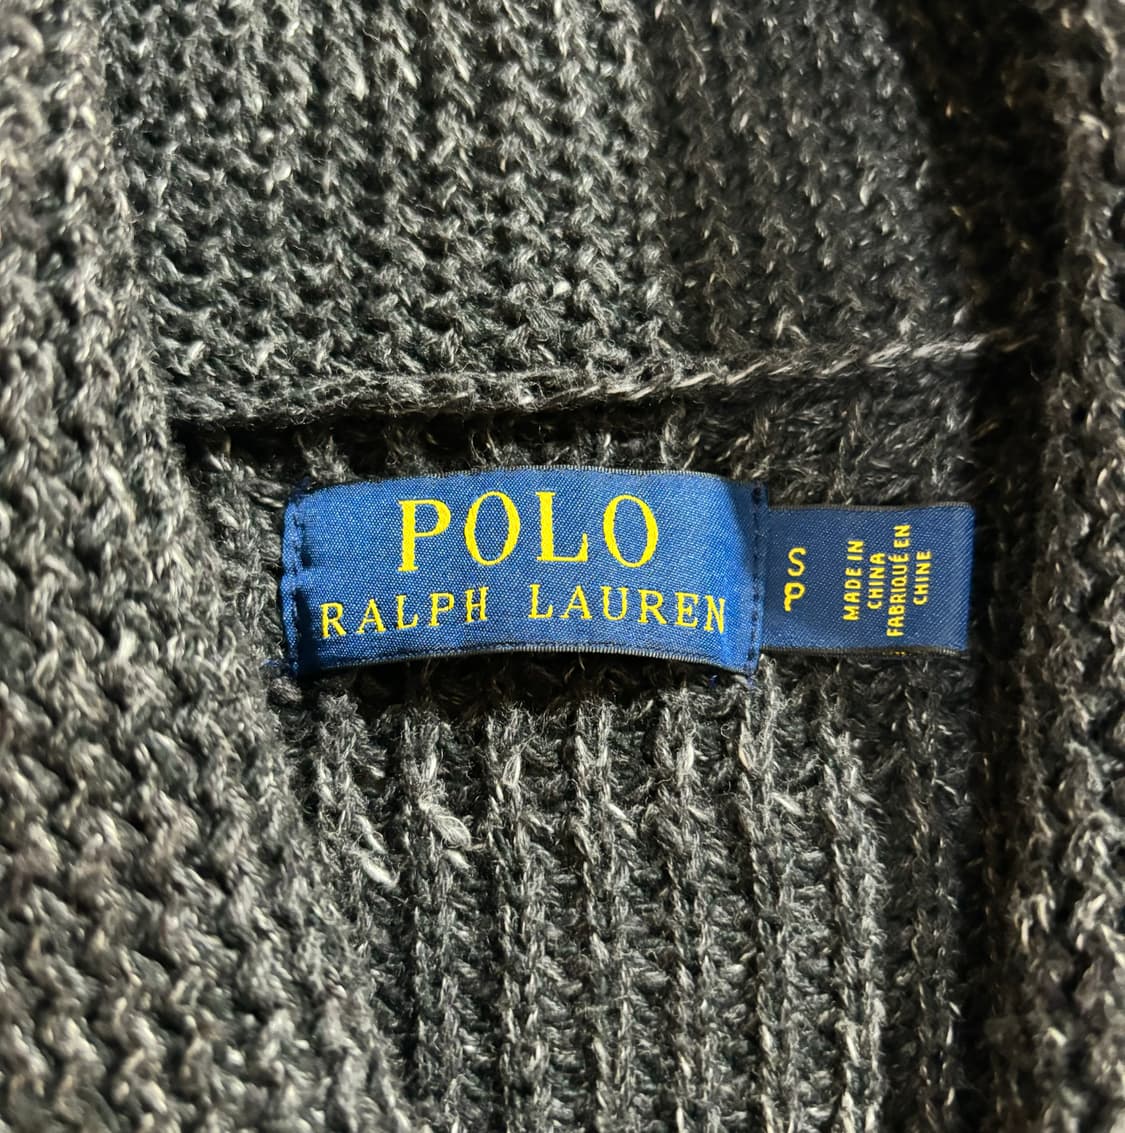 POLO
RALPH LAUREN
S
P
MADE IN
CHINA
FABRIQUÉ EN
CHINE